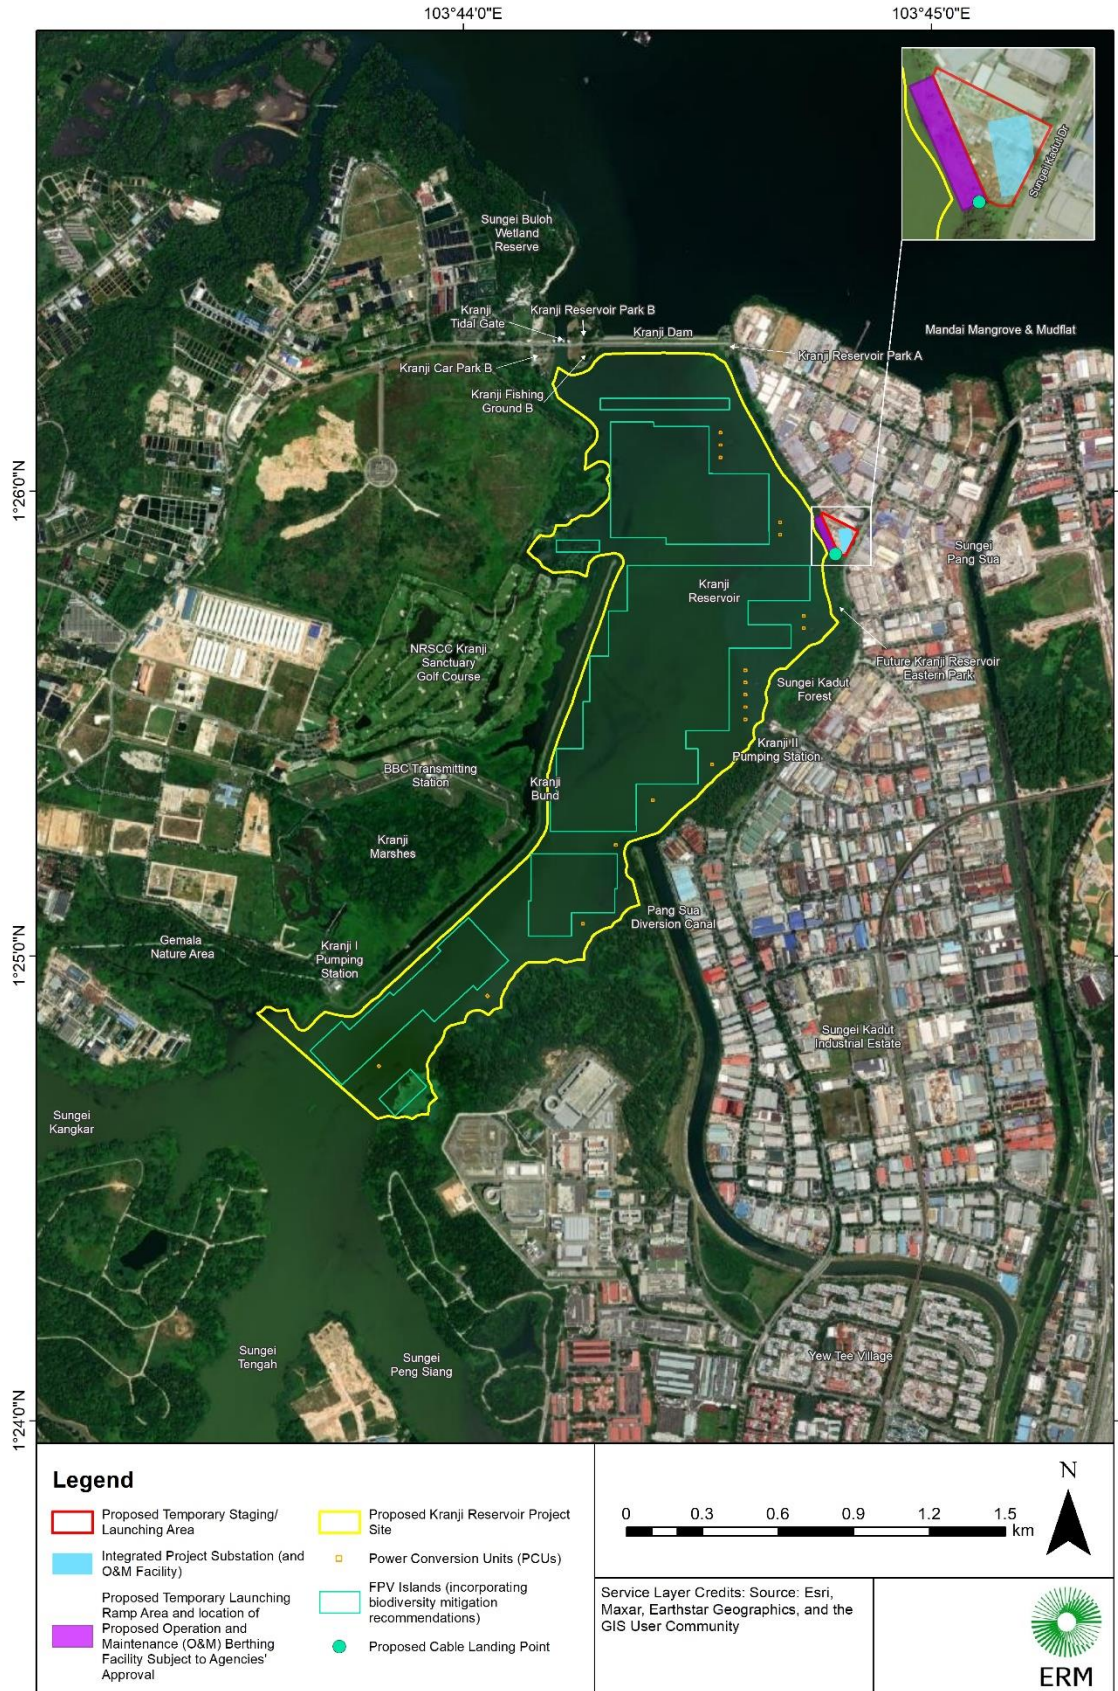 103°44'0"E
103°45'0"E
Sungei Kadut Dr
Sungei Buloh
Wetland
Reserve
Kranji
Tidal Gate
Kranji Reservoir Park B
Kranji Dam
Mandai Mangrove & Mudflat
Kranji Reservoir Park A
Kranji Car Park B
Kranji Fishing
Ground B
1°26'0"N
Sungei
Pang Sua
Kranji
Reservoir
NRSCC Kranji
Sanctuary
Golf Course
Future Kranji Reservoir
Eastern Park
Sungei Kadut
Forest
Kranji II
Pumping Station
BBC Transmitting
Station
Kranji
Bund
Kranji
Marshes
Pang Sua
Diversion Canal
Gemala
Nature Area
Kranji I
Pumping
Station
1°25'0"N
Sungei Kadut
Industrial Estate
Sungei
Kangkar
Sungei
Tengah
Sungei
Peng Siang
Yew Tee Village
1°24'0"N
Legend
Proposed Temporary Staging/
Launching Area
Integrated Project Substation (and
O&M Facility)
Proposed Temporary Launching
Ramp Area and location of
Proposed Operation and
Maintenance (O&M) Berthing
Facility Subject to Agencies'
Approval
Proposed Kranji Reservoir Project
Site
Power Conversion Units (PCUs)
FPV Islands (incorporating
biodiversity mitigation
recommendations)
Proposed Cable Landing Point
0 0.3 0.6 0.9 1.2 1.5
km
N
Service Layer Credits: Source: Esri,
Maxar, Earthstar Geographics, and the
GIS User Community
ERM